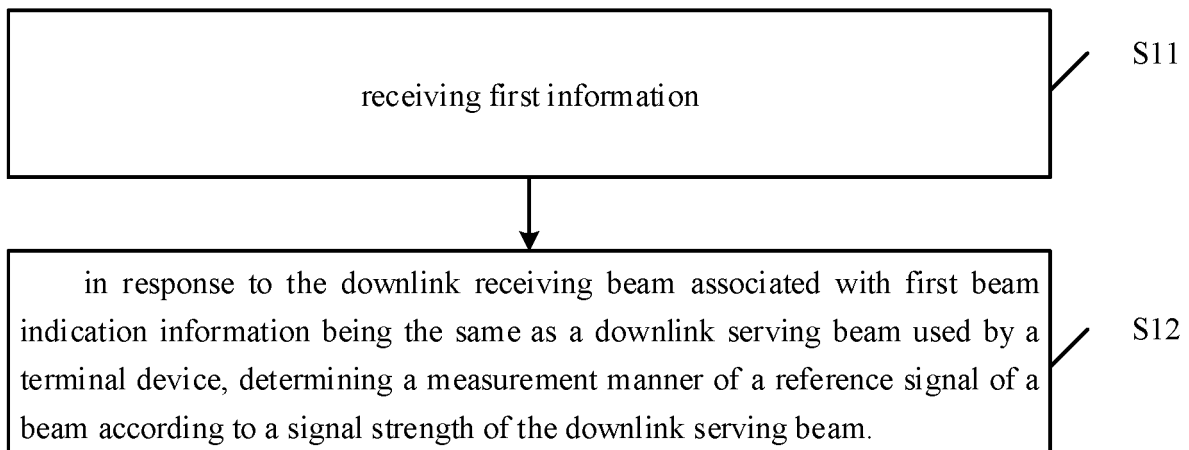 receiving first information
S11
in response to the downlink receiving beam associated with first beam
indication information being the same as a downlink serving beam used by a
terminal device, determining a measurement manner of a reference signal of a
beam according to a signal strength of the downlink serving beam.
S12